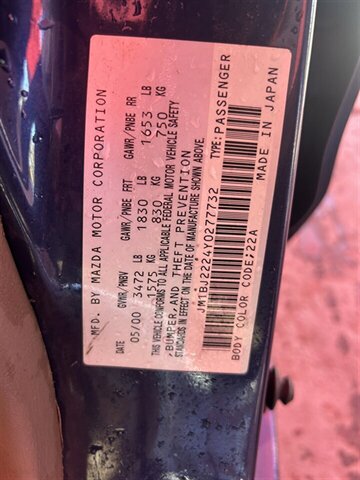 MFD. BY MAZDA MOTOR CORPORATION
DATE GVWR/PNBV GAWR/PNBE FRT GAWR/PNBE RR
05/00 3472 LB 1830 LB 1653 LB
1575 KG 830 KG 750 KG
THIS VEHICLE CONFORMS TO ALL APPLICABLE FEDERAL MOTOR VEHICLE SAFETY
,BUMPER,AND THEFT PREVENTION
STANDARDS IN EFFECT ON THE DATE OF MANUFACTURE SHOWN ABOVE
JM1BJ2224Y0277732 TYPE:PASSENGER
BODY COLOR CODE;22A MADE IN JAPAN